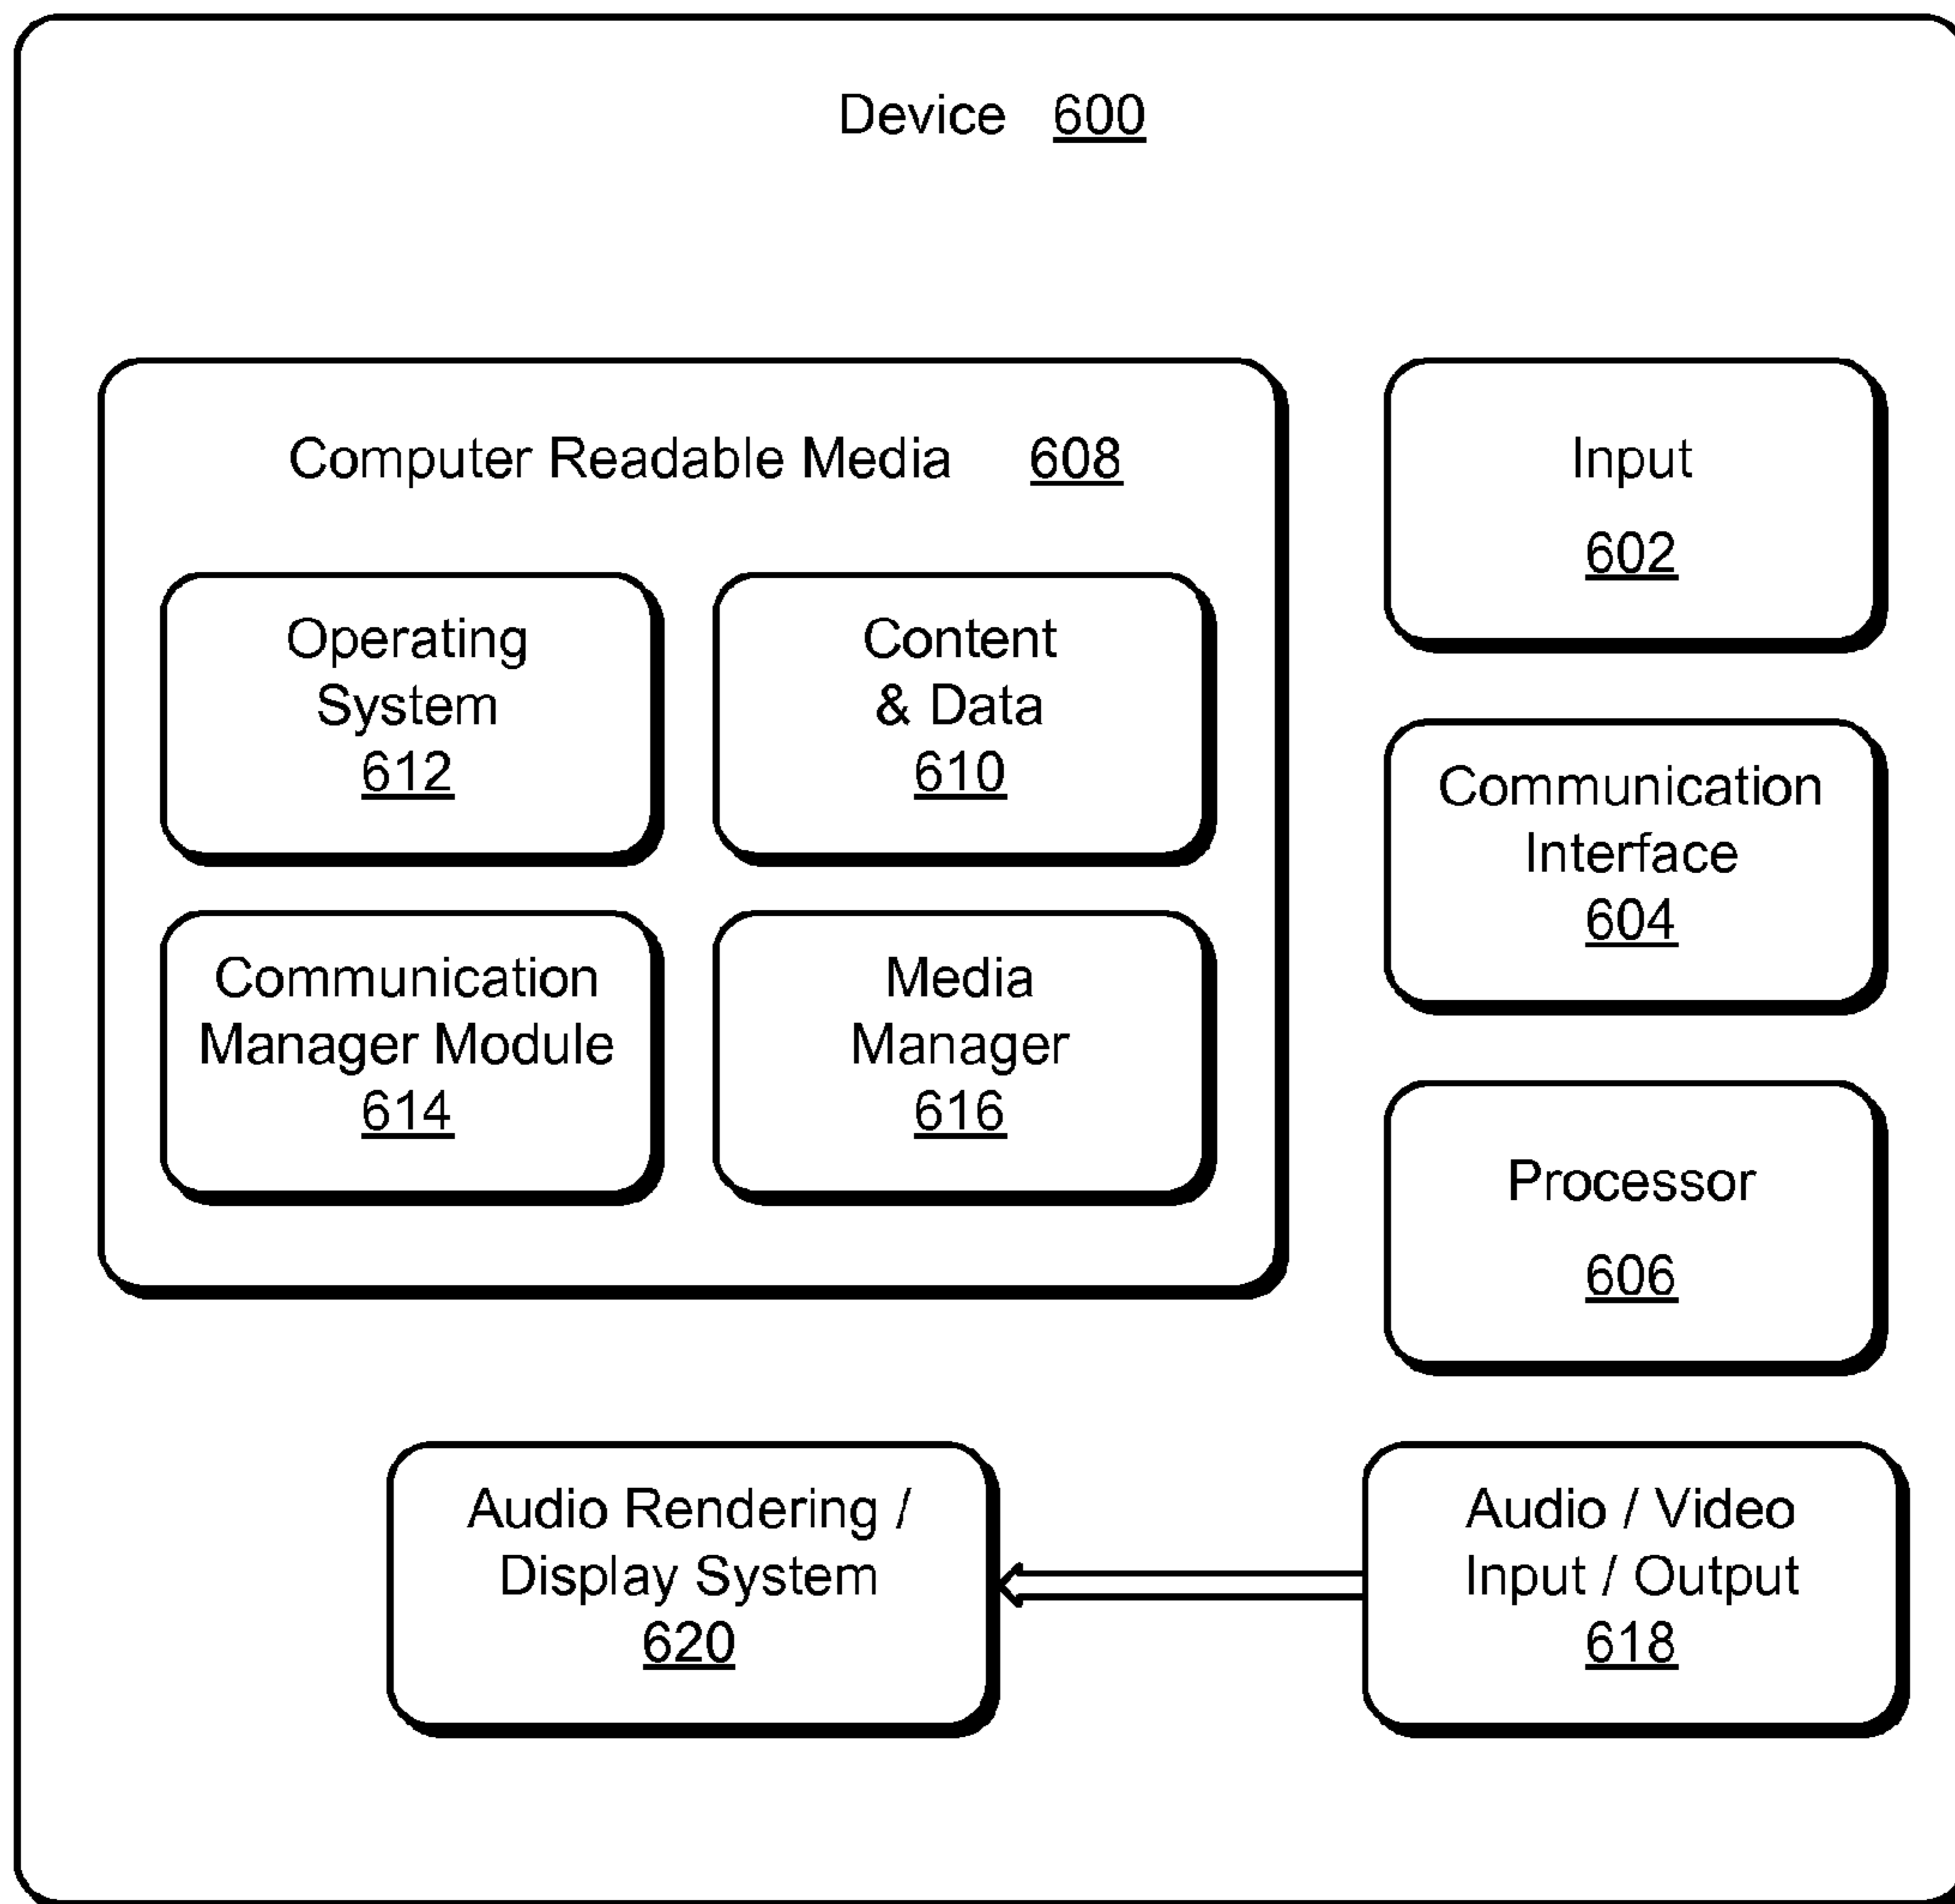 Device 600
Computer Readable Media 608
Operating
System
612
Content
& Data
610
Communication
Manager Module
614
Media
Manager
616
Input
602
Communication
Interface
604
Processor
606
Audio Rendering /
Display System
620
Audio / Video
Input / Output
618